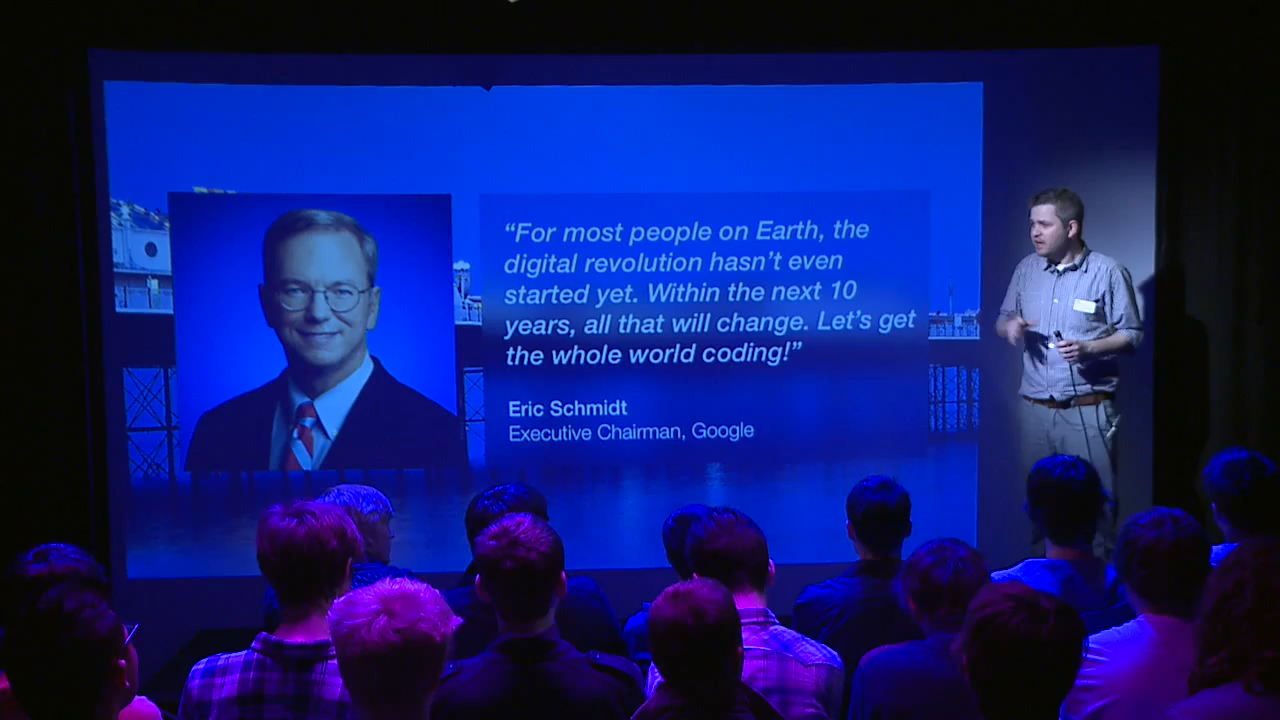 “For most people on Earth, the
digital revolution hasn’t even
started yet. Within the next 10
years, all that will change. Let’s get
the whole world coding!”
Eric Schmidt
Executive Chairman, Google